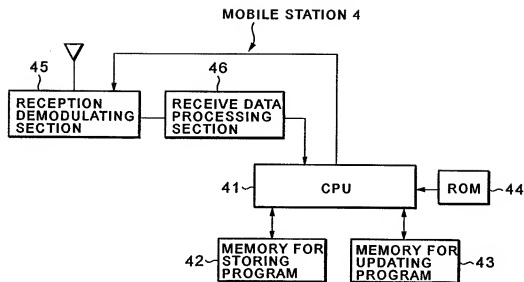 MOBILE STATION 4
45
46
RECEPTION
DEMODULATING
SECTION
RECEIVE DATA
PROCESSING
SECTION
41
CPU
ROM
44
42
MEMORY FOR
STORING
PROGRAM
MEMORY FOR
UPDATING
PROGRAM
43